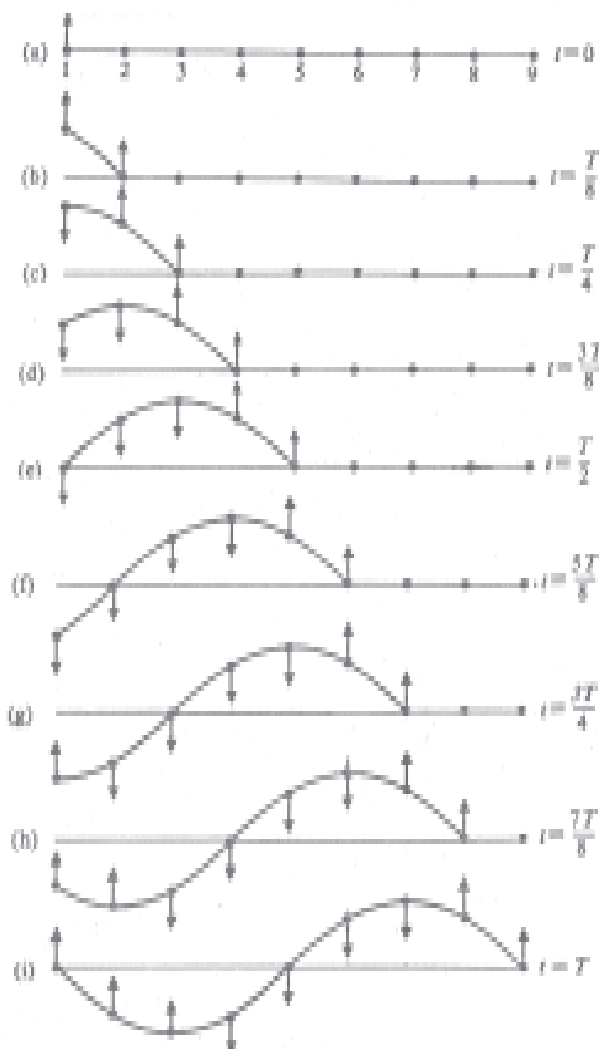 (a) t=0
1 2 3 4 5 6 7 8 9
(b) t=T/8
(c) t=T/4
(d) t=3T/8
(e) t=T/2
(f) t=5T/8
(g) t=3T/4
(h) t=7T/8
(i) t=T